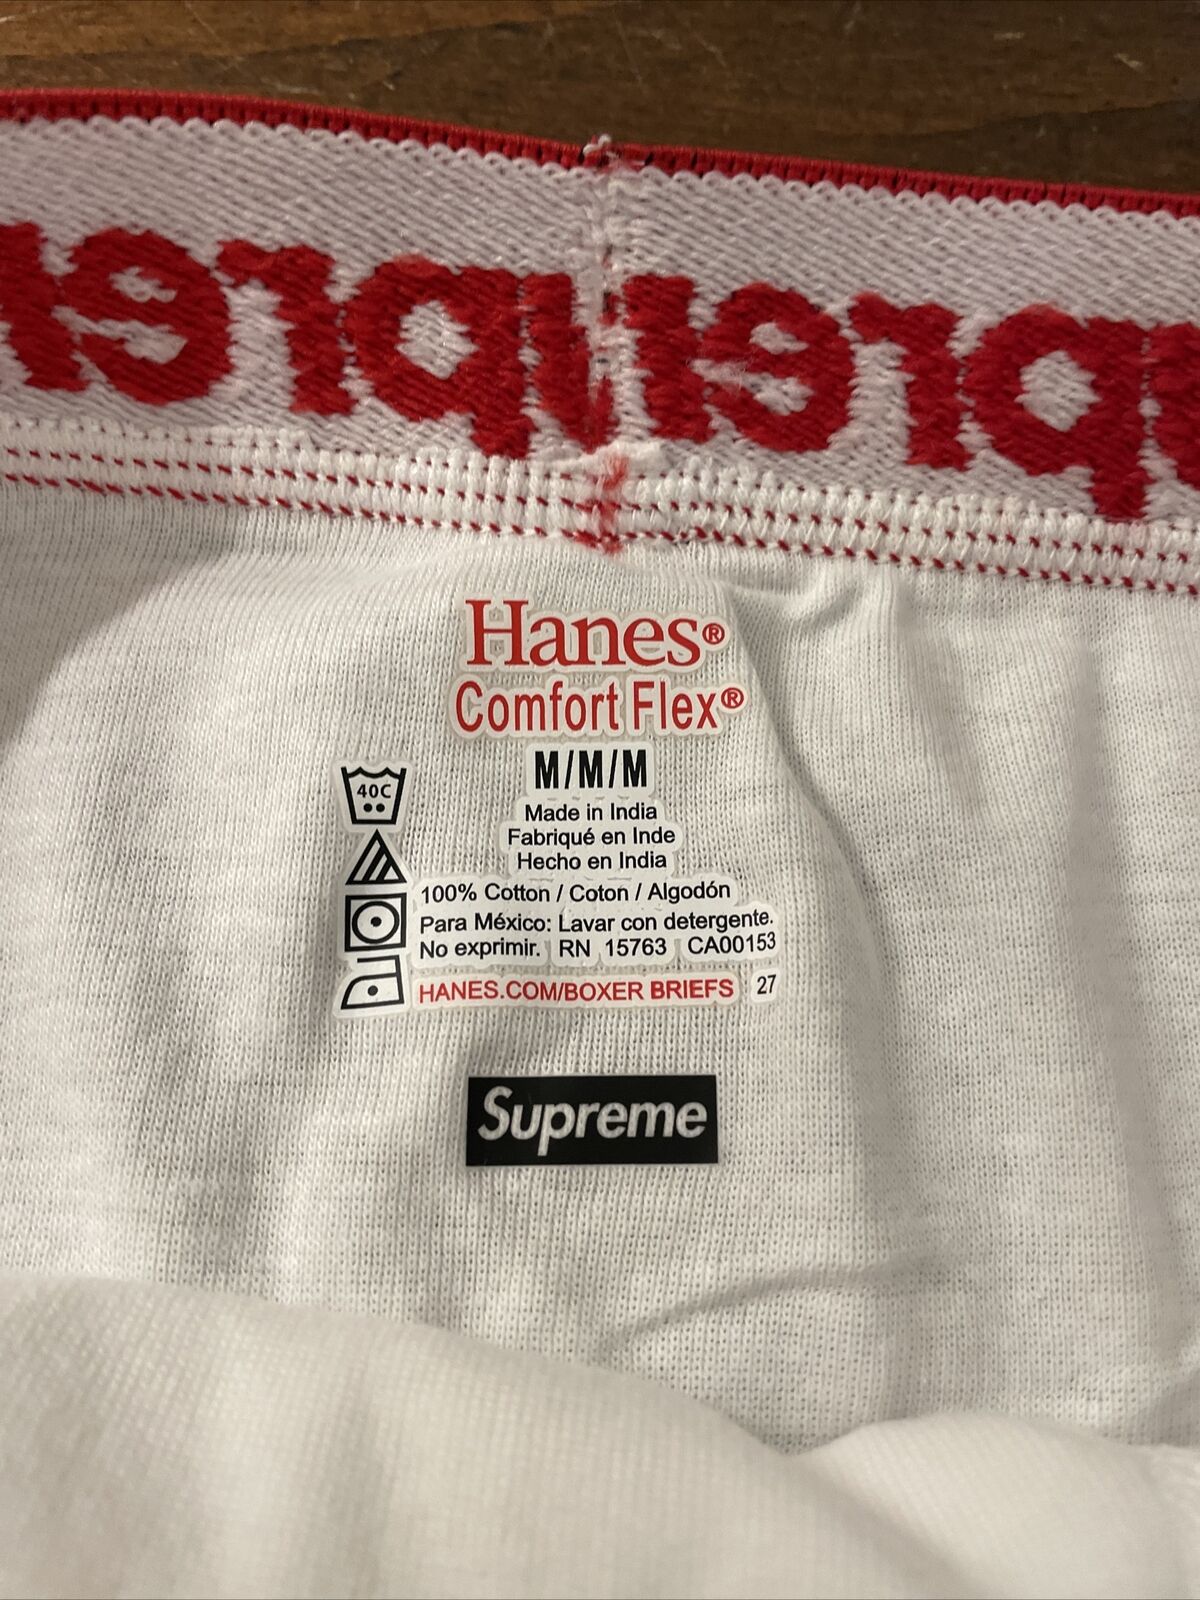 Hanes®
Comfort Flex®
M/M/M
40C
Made in India
Fabriqué en Inde
Hecho en India
100% Cotton / Coton / Algodón
Para México: Lavar con detergente.
No exprimir. RN 15763 CA00153
HANES.COM/BOXER BRIEFS 27
Supreme